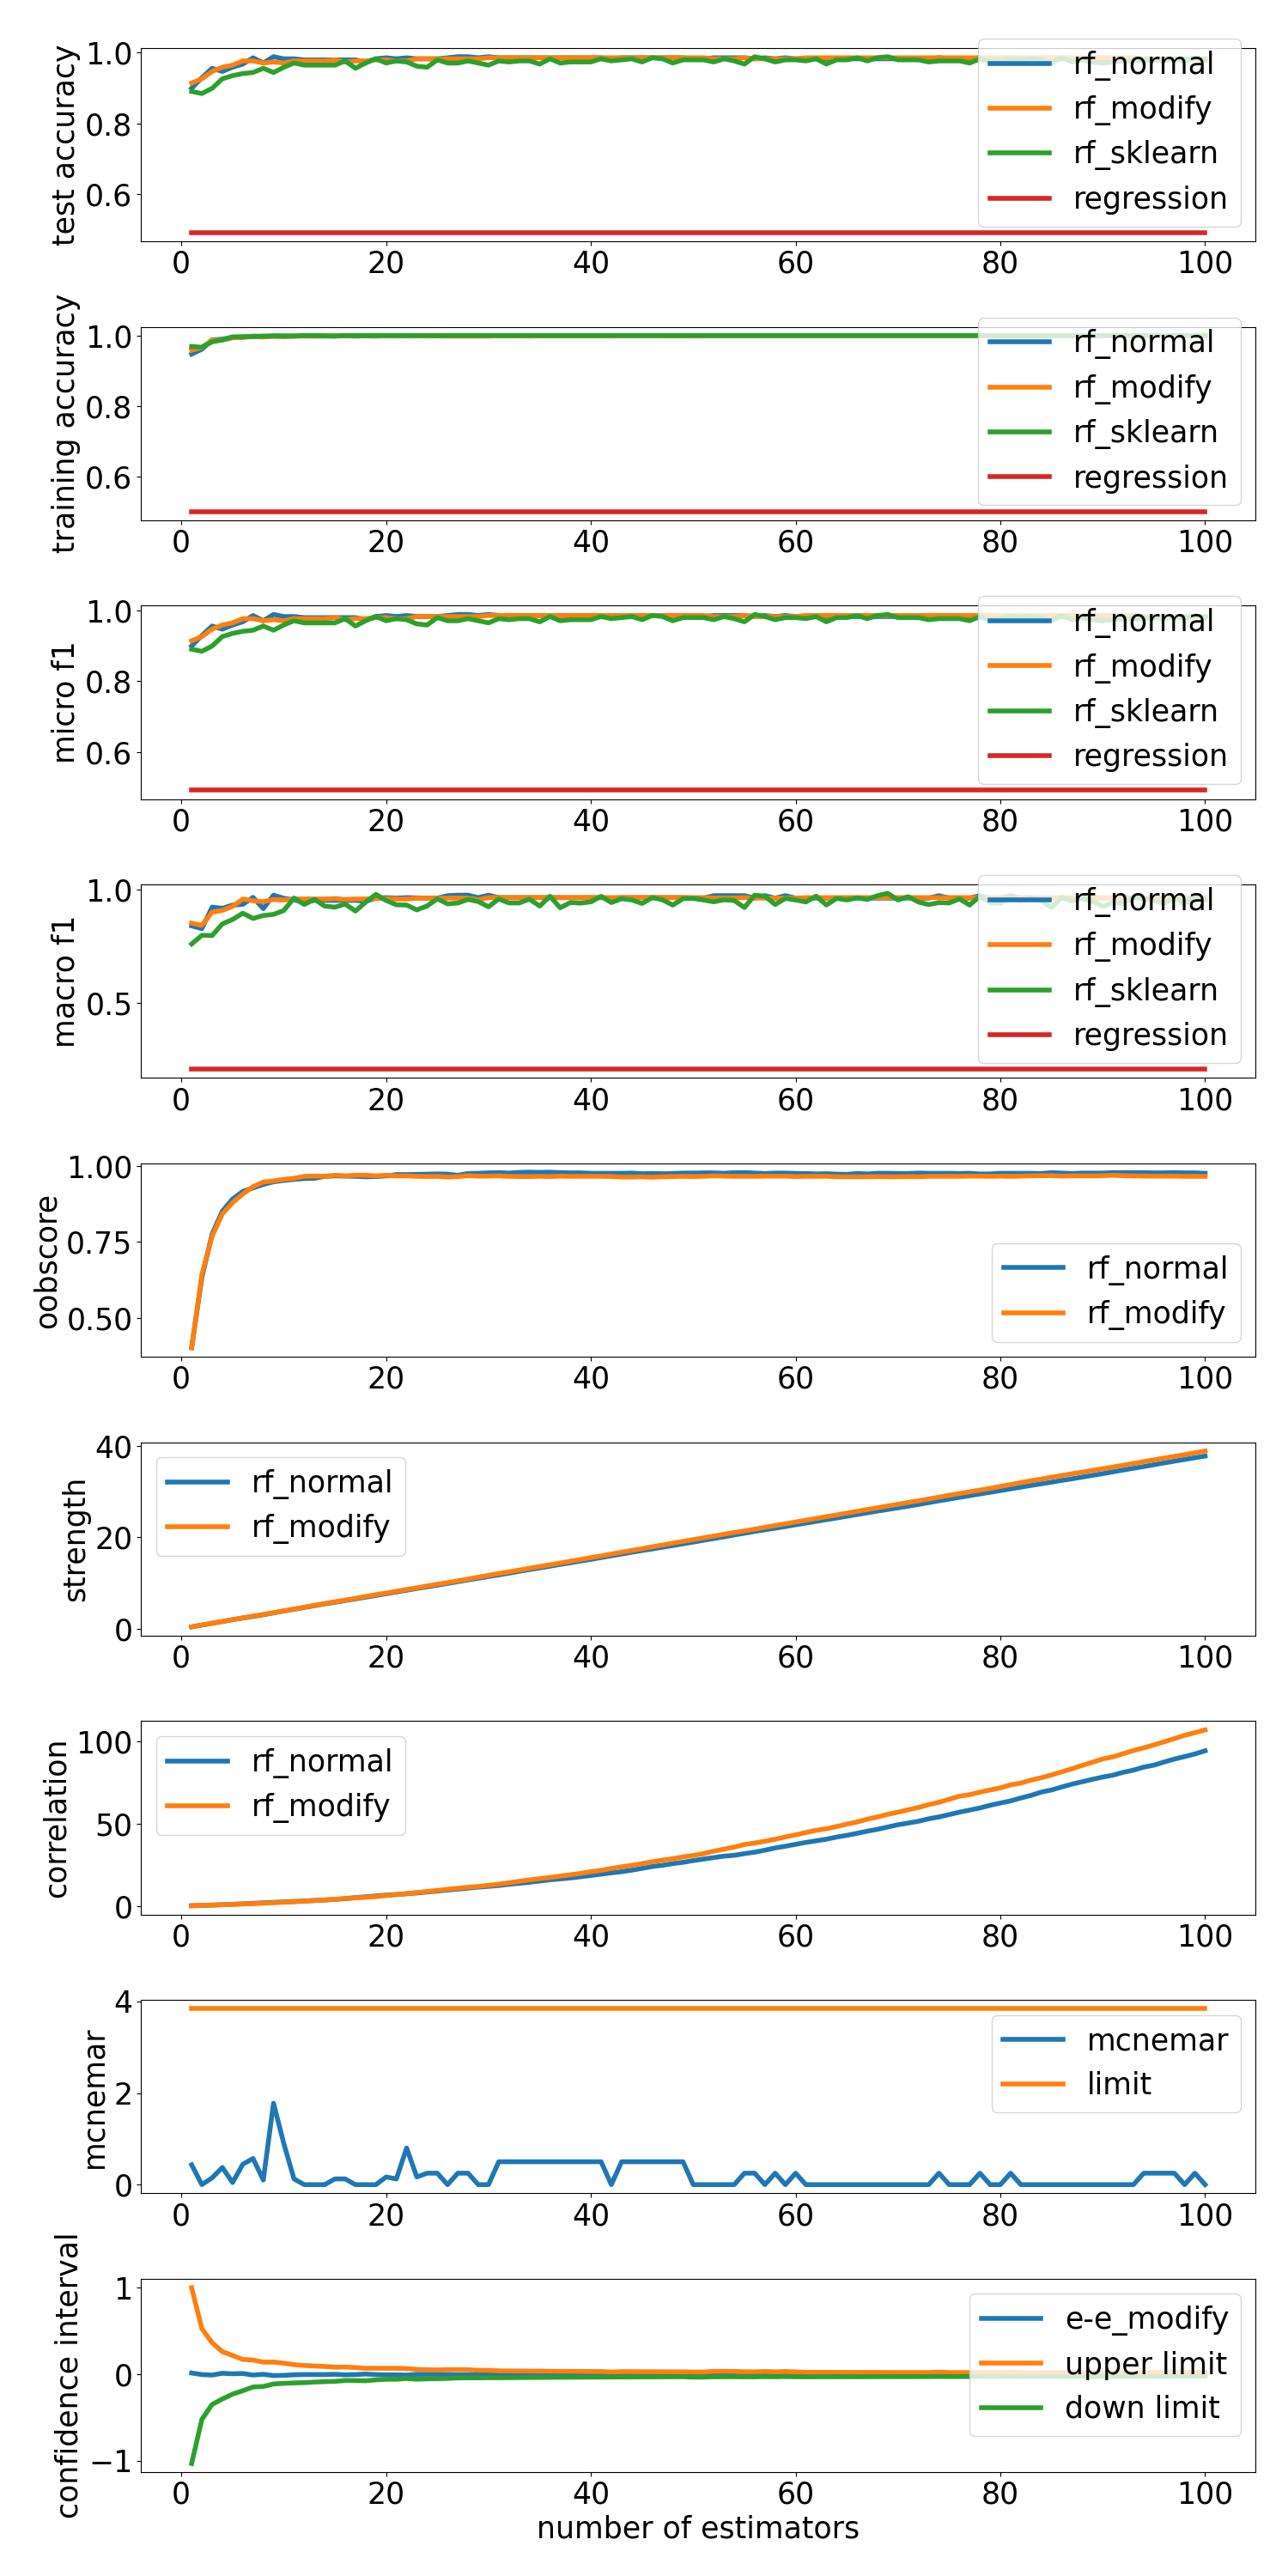 test accuracy
1.0
0.8
0.6
0 20 40 60 80 100
rf_normal
rf_modify
rf_sklearn
regression
training accuracy
1.0
0.8
0.6
0 20 40 60 80 100
rf_normal
rf_modify
rf_sklearn
regression
micro f1
1.0
0.8
0.6
0 20 40 60 80 100
rf_normal
rf_modify
rf_sklearn
regression
macro f1
1.0
0.5
0 20 40 60 80 100
rf_normal
rf_modify
rf_sklearn
regression
oobscore
1.00
0.75
0.50
0 20 40 60 80 100
rf_normal
rf_modify
strength
40
20
0
0 20 40 60 80 100
rf_normal
rf_modify
correlation
100
50
0
0 20 40 60 80 100
rf_normal
rf_modify
mcnemar
4
2
0
0 20 40 60 80 100
mcnemar
limit
confidence interval
1
0
−1
0 20 40 60 80 100
e-e_modify
upper limit
down limit
number of estimators